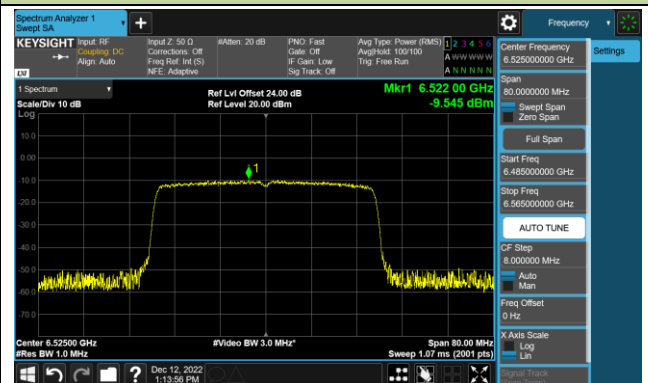 Spectrum Analyzer 1
Swept SA
Frequency
KEYSIGHT
Input: RF
Coupling: DC
Align: Auto
Input Z: 50 Ω
Corrections: Off
Freq Ref: Int (S)
NFE: Adaptive
#Atten: 20 dB
PNO: Fast
Gate: Off
IF Gain: Low
Sig Track: Off
Avg Type: Power (RMS)
Avg|Hold: 100/100
Trig: Free Run
1 2 3 4 5 6
A W W W W W
A N N N N N
LXI
Center Frequency
6.525000000 GHz
Settings
Span
80.0000000 MHz
Swept Span
Zero Span
Full Span
Start Freq
6.485000000 GHz
Stop Freq
6.565000000 GHz
AUTO TUNE
CF Step
8.000000 MHz
Auto
Man
Freq Offset
0 Hz
X Axis Scale
Log
Lin
Signal Track
1 Spectrum
Scale/Div 10 dB
Log
Ref Lvl Offset 24.00 dB
Ref Level 20.00 dBm
Mkr1 6.522 00 GHz
-9.545 dBm
1
10.0
0.00
-10.0
-20.0
-30.0
-40.0
-50.0
-60.0
-70.0
Center 6.52500 GHz
#Res BW 1.0 MHz
#Video BW 3.0 MHz*
Span 80.00 MHz
Sweep 1.07 ms (2001 pts)
?
Dec 12, 2022
1:13:56 PM